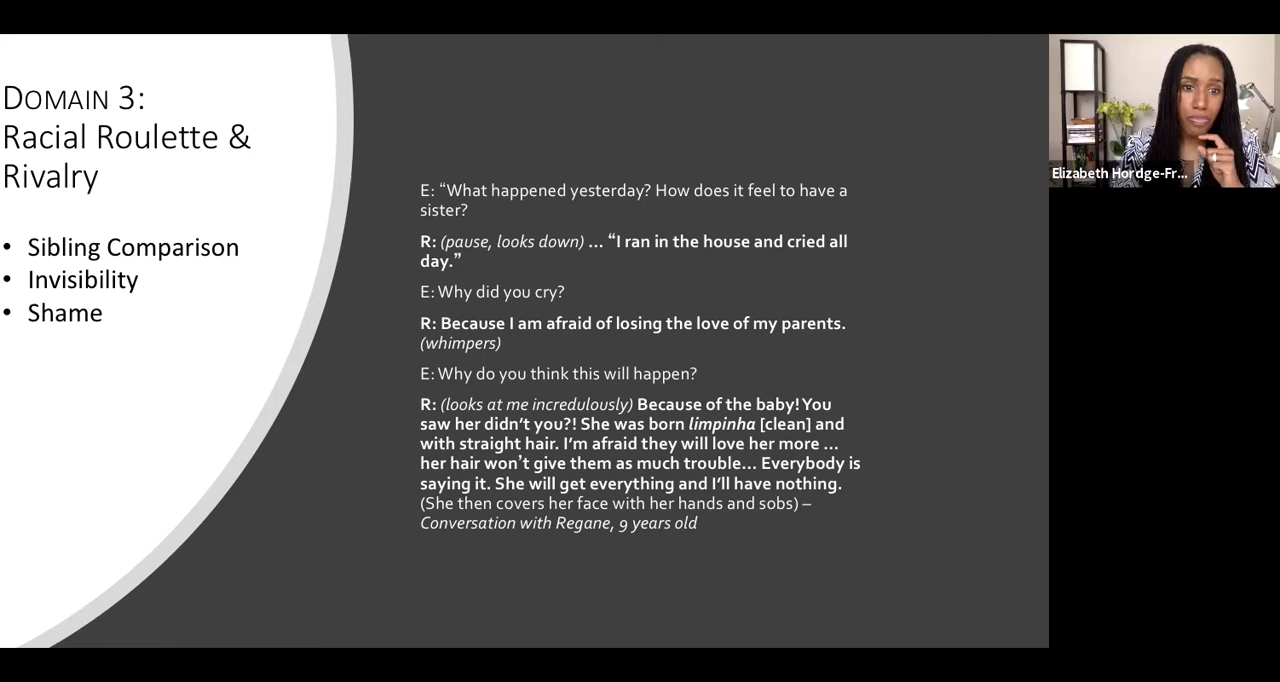 DOMAIN 3:
Racial Roulette &
Rivalry
• Sibling Comparison
• Invisibility
• Shame
E: “What happened yesterday? How does it feel to have a
sister?
R: (pause, looks down) … “I ran in the house and cried all
day.”
E: Why did you cry?
R: Because I am afraid of losing the love of my parents.
(whimpers)
E: Why do you think this will happen?
R: (looks at me incredulously) Because of the baby! You
saw her didn’t you?! She was born limpinha [clean] and
with straight hair. I’m afraid they will love her more …
her hair won’t give them as much trouble… Everybody is
saying it. She will get everything and I’ll have nothing.
(She then covers her face with her hands and sobs) –
Conversation with Regane, 9 years old
Elizabeth Hordge-Fr...